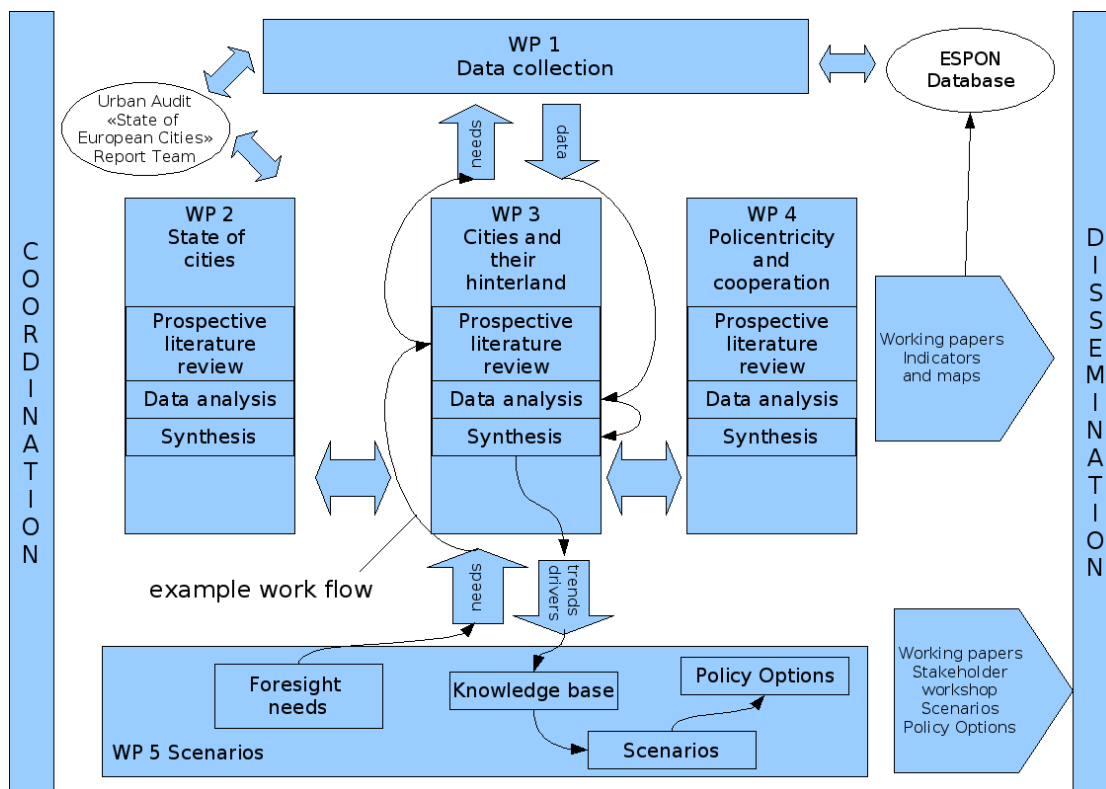 WP 1
Data collection
ESPON
Database
Urban Audit
«State of
European Cities»
Report Team
needs
data
WP 2
State of
cities
Prospective
literature
review
Data analysis
Synthesis
WP 3
Cities and
their
hinterland
Prospective
literature
review
Data analysis
Synthesis
WP 4
Policentricity
and
cooperation
Prospective
literature
review
Data analysis
Synthesis
Working papers
Indicators
and maps
COORDINATION
DISSEMINATION
example work flow
needs
trends
drivers
Foresight
needs
Knowledge base
Policy Options
Scenarios
WP 5 Scenarios
Working papers
Stakeholder
workshop
Scenarios
Policy Options